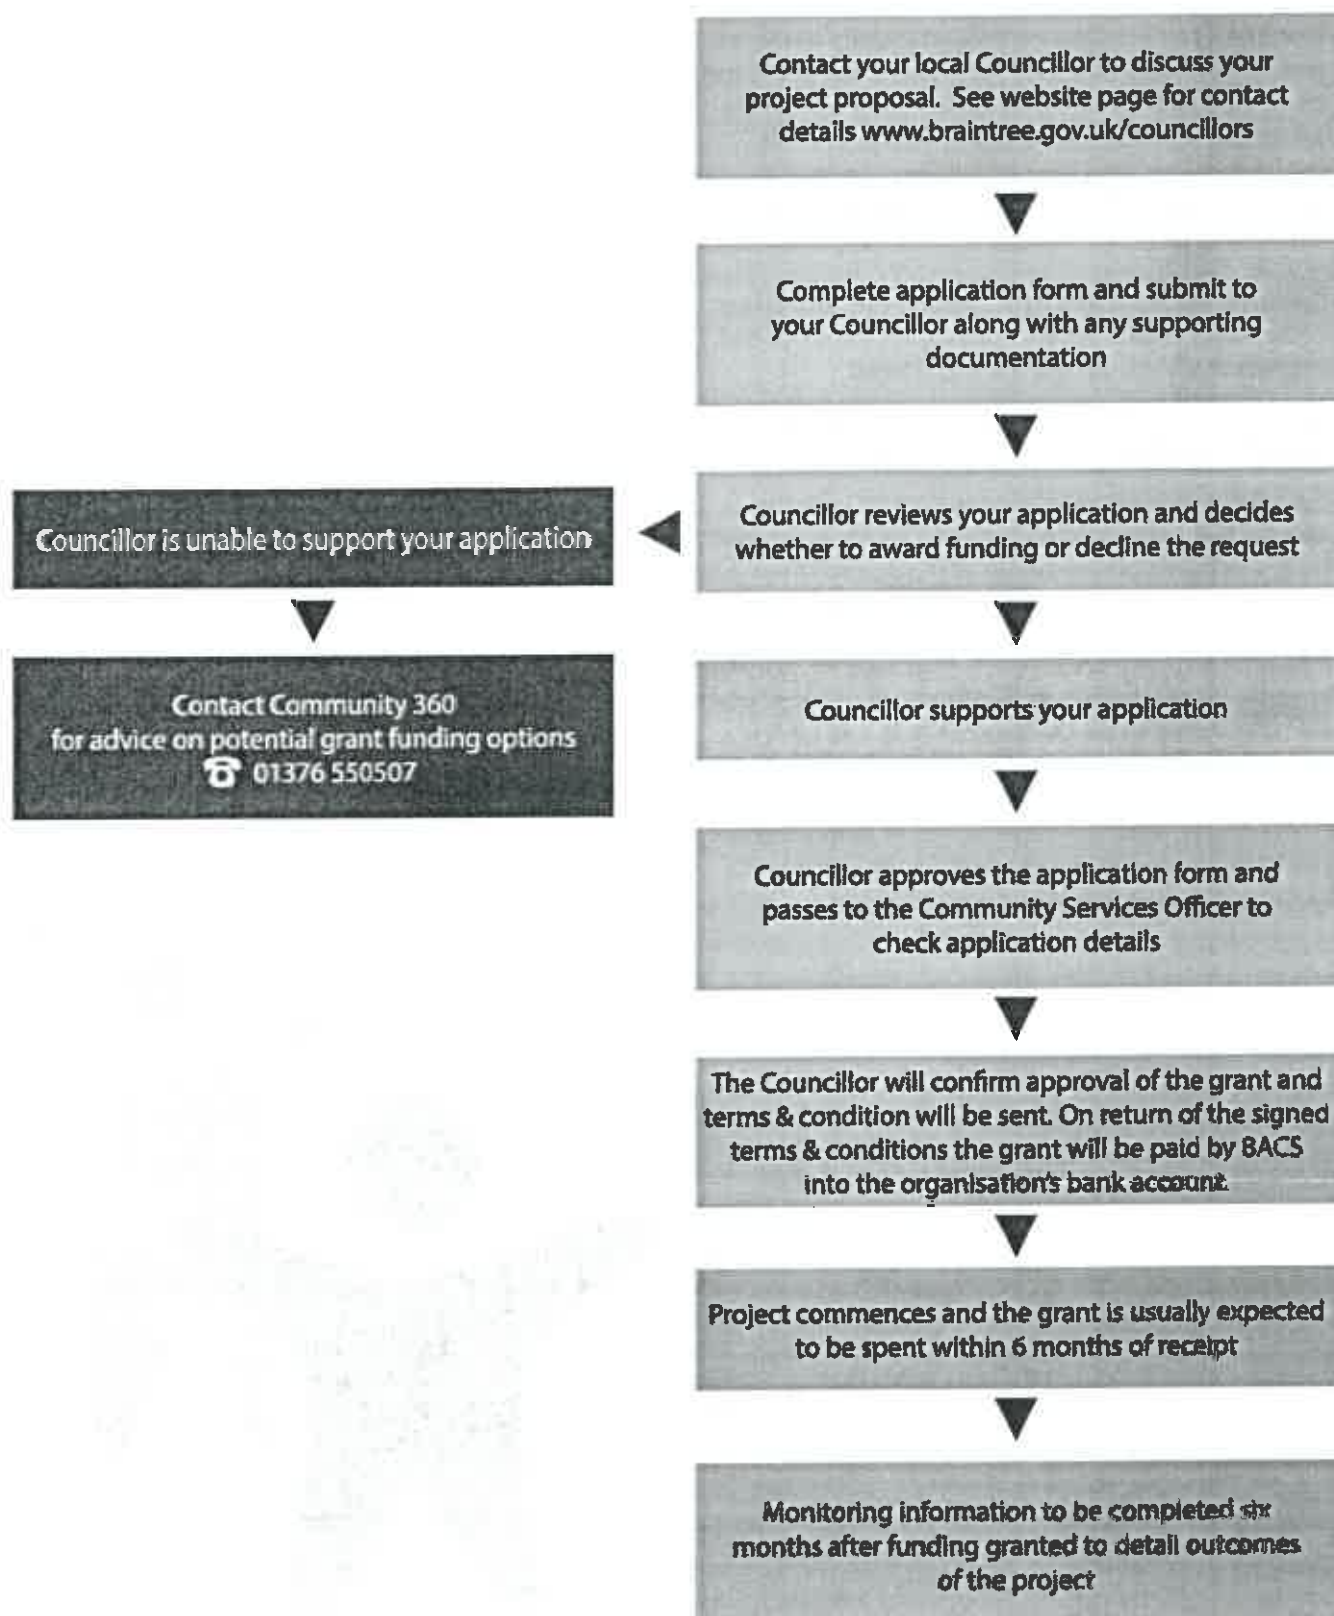 Contact your local Councillor to discuss your
project proposal. See website page for contact
details www.braintree.gov.uk/councillors
Complete application form and submit to
your Councillor along with any supporting
documentation
Councillor reviews your application and decides
whether to award funding or decline the request
Councillor is unable to support your application
Contact Community 360
for advice on potential grant funding options
☎ 01376 550507
Councillor supports your application
Councillor approves the application form and
passes to the Community Services Officer to
check application details
The Councillor will confirm approval of the grant and
terms & condition will be sent. On return of the signed
terms & conditions the grant will be paid by BACS
into the organisation's bank account.
Project commences and the grant is usually expected
to be spent within 6 months of receipt
Monitoring information to be completed six
months after funding granted to detail outcomes
of the project